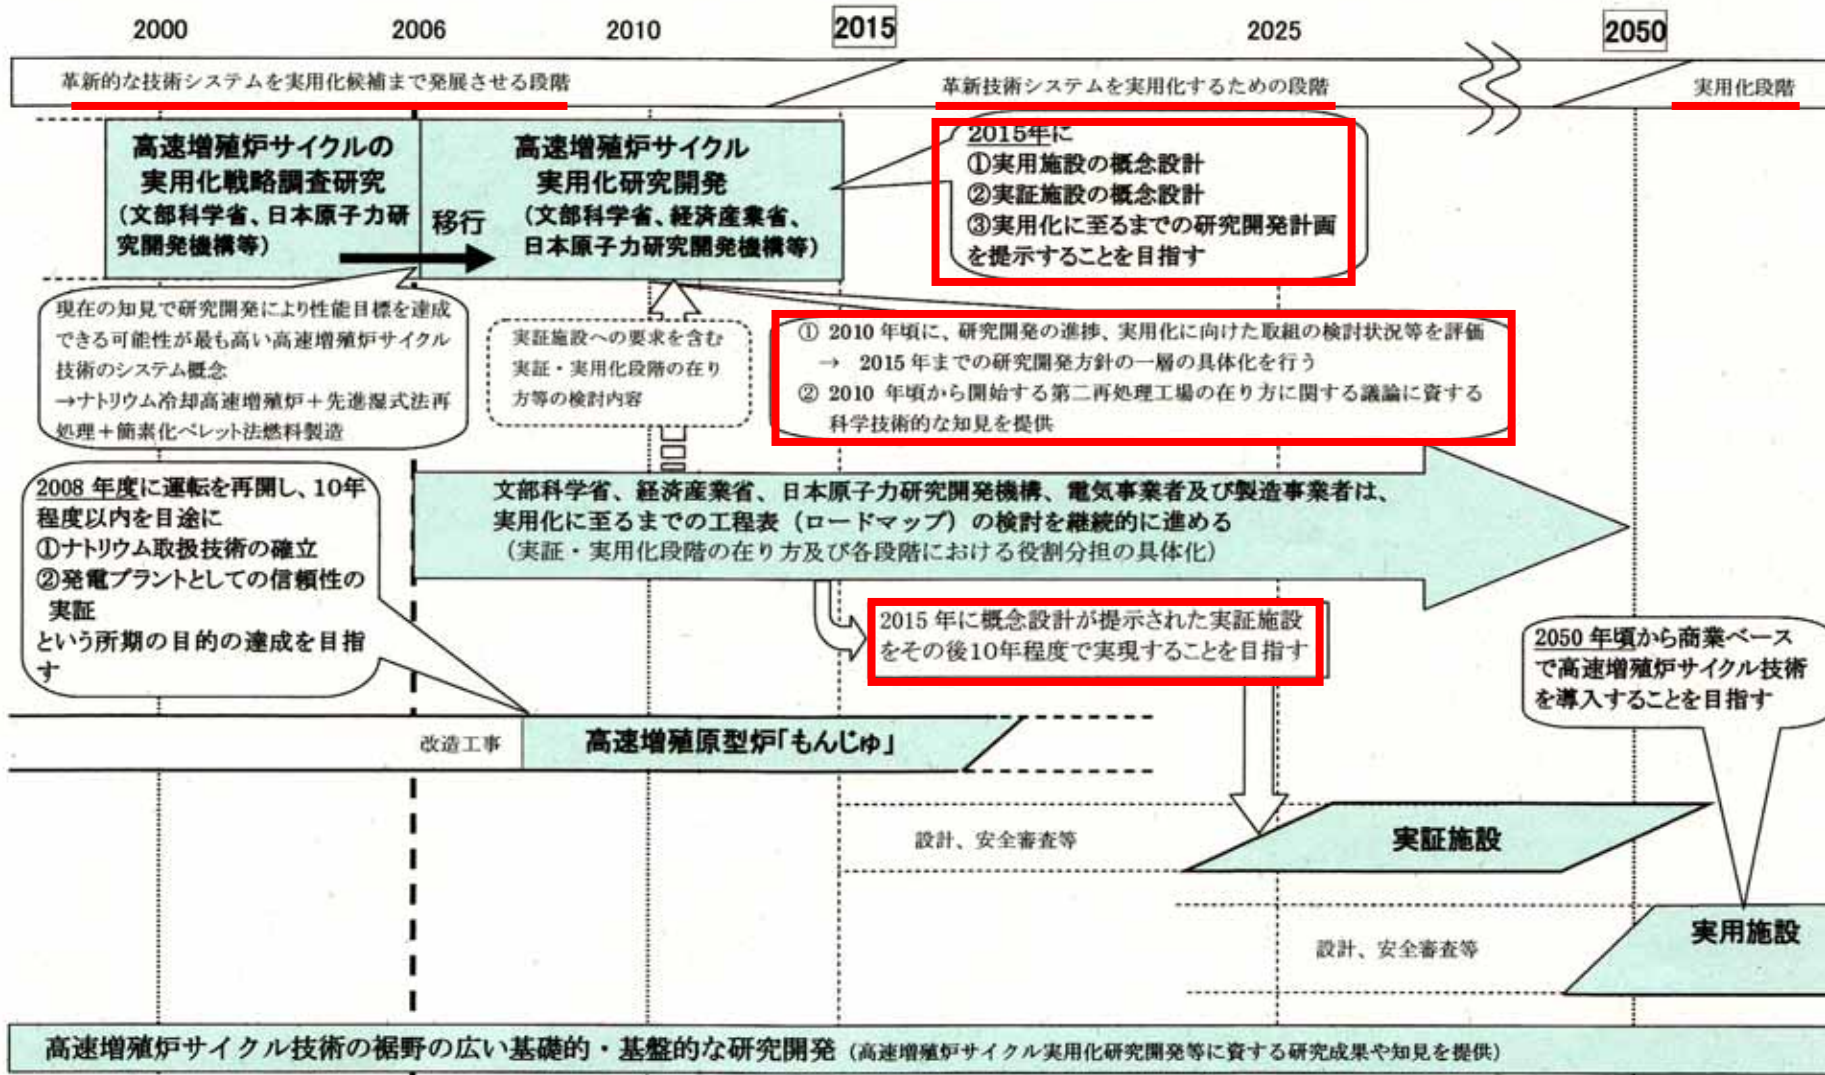 2000
2006
2010
2015
2025
2050
革新的な技術システムを実用化候補まで発展させる段階
革新技術システムを実用化するための段階
実用化段階
高速増殖炉サイクルの
実用化戦略調査研究
(文部科学省、日本原子力研
究開発機構等)
移行
高速増殖炉サイクル
実用化研究開発
(文部科学省、経済産業省、
日本原子力研究開発機構等)
2015年に
①実用施設の概念設計
②実証施設の概念設計
③実用化に至るまでの研究開発計画
を提示することを目指す
現在の知見で研究開発により性能目標を達成
できる可能性が最も高い高速増殖炉サイクル
技術のシステム概念
→ナトリウム冷却高速増殖炉+先進湿式法再
処理+簡素化ペレット法燃料製造
実証施設への要求を含む
実証・実用化段階の在り
方等の検討内容
① 2010 年頃に、研究開発の進捗、実用化に向けた取組の検討状況等を評価
→ 2015 年までの研究開発方針の一層の具体化を行う
② 2010 年頃から開始する第二再処理工場の在り方に関する議論に資する
科学技術的な知見を提供
2008 年度に運転を再開し、10年
程度以内を目途に
①ナトリウム取扱技術の確立
②発電プラントとしての信頼性の
実証
という所期の目的の達成を目指
す
文部科学省、経済産業省、日本原子力研究開発機構、電気事業者及び製造事業者は、
実用化に至るまでの工程表(ロードマップ)の検討を継続的に進める
(実証・実用化段階の在り方及び各段階における役割分担の具体化)
2015 年に概念設計が提示された実証施設
をその後10年程度で実現することを目指す
2050 年頃から商業ベース
で高速増殖炉サイクル技術
を導入することを目指す
改造工事
高速増殖原型炉「もんじゅ」
設計、安全審査等
実証施設
設計、安全審査等
実用施設
高速増殖炉サイクル技術の裾野の広い基礎的・基盤的な研究開発(高速増殖炉サイクル実用化研究開発等に資する研究成果や知見を提供)